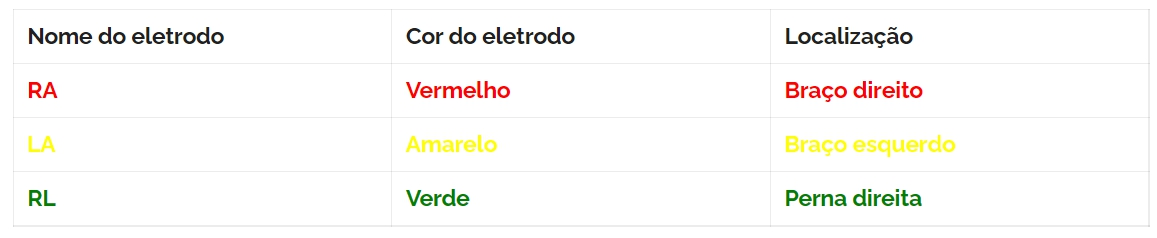 Nome do eletrodo Cor do eletrodo Localização
RA Vermelho Braço direito
LA Amarelo Braço esquerdo
RL Verde Perna direita